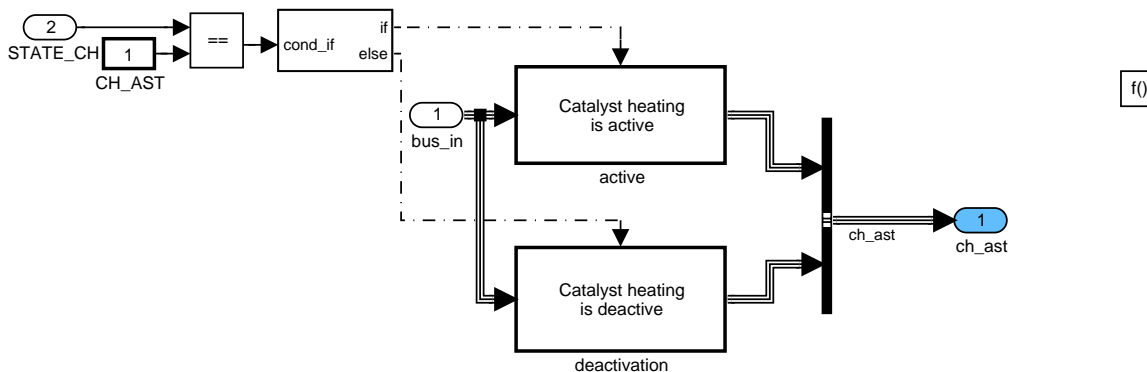 2
STATE_CH
1
CH_AST
==
cond_if
if
else
1
bus_in
Catalyst heating
is active
active
f()
Catalyst heating
is deactive
deactivation
ch_ast
1
ch_ast